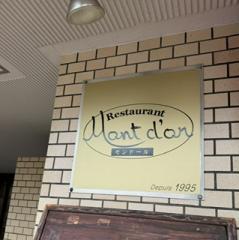 Restaurant
Mont d'or
モンドール
Depuis 1995